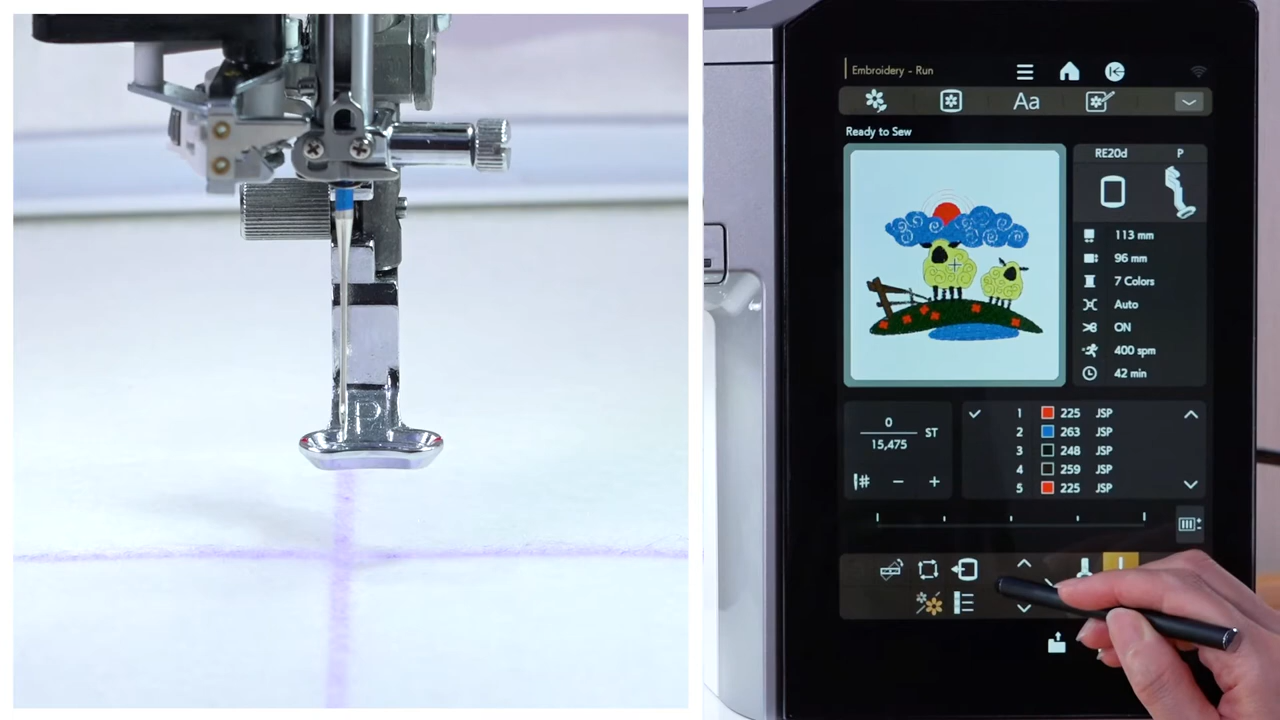 P
Embroidery - Run
Aa
Ready to Sew
RE20d P
113 mm
96 mm
7 Colors
Auto
ON
400 spm
42 min
0
15,475 ST
# - +
1 225 JSP
2 263 JSP
3 248 JSP
4 259 JSP
5 225 JSP